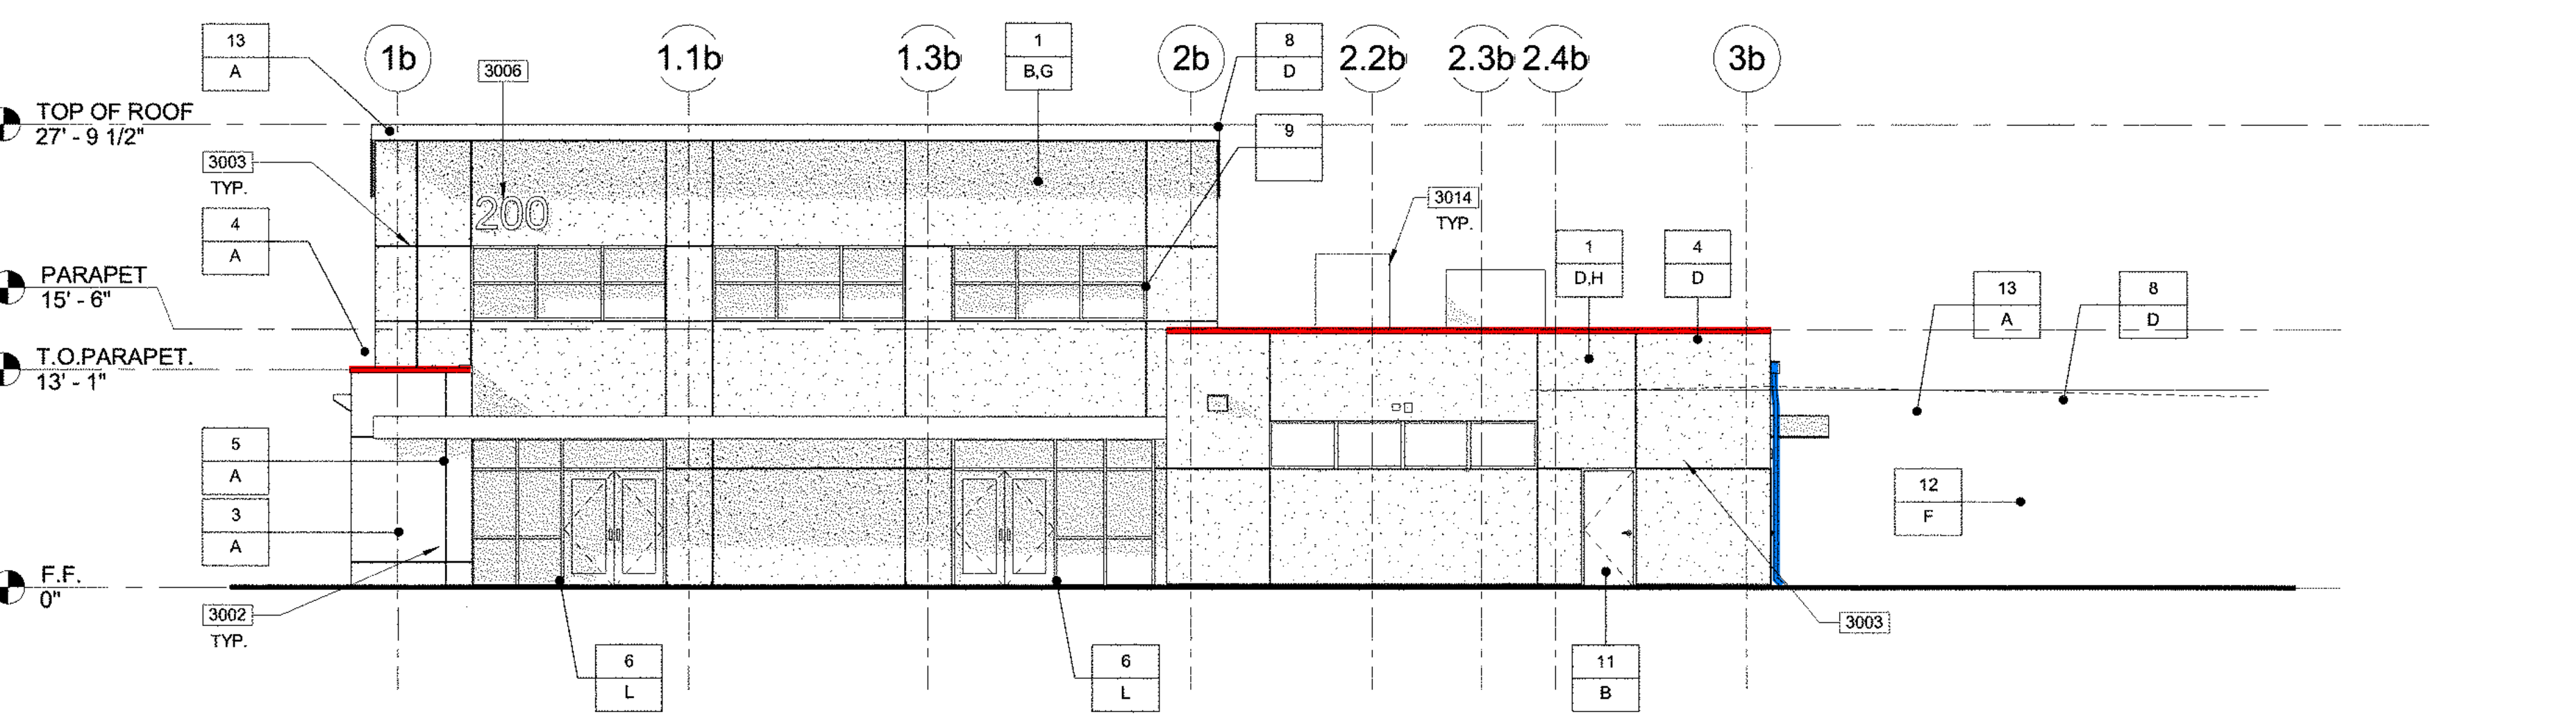 13
A
1b
3006
1.1b
1.3b
1
B,G
2b
8
D
2.2b
2.3b
2.4b
3b
TOP OF ROOF
27' - 9 1/2"
9
3003
TYP.
200
3014
TYP.
4
A
1
D,H
4
D
PARAPET
15' - 6"
13
A
8
D
T.O.PARAPET.
13' - 1"
5
A
12
F
3
A
F.F.
0"
3002
TYP.
3003
6
L
6
L
11
B